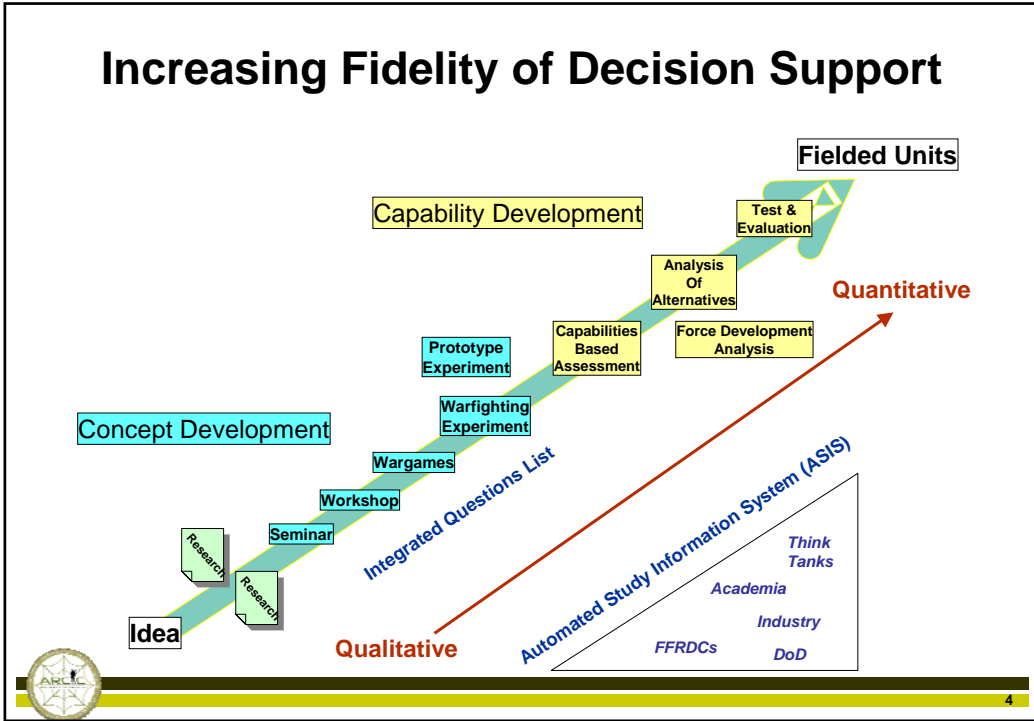 Increasing Fidelity of Decision Support
Fielded Units
Capability Development
Test &
Evaluation
Analysis
Of
Alternatives
Quantitative
Capabilities
Based
Assessment
Force Development
Analysis
Prototype
Experiment
Warfighting
Experiment
Concept Development
Wargames
Workshop
Seminar
Integrated Questions List
Research
Research
Idea
Qualitative
Automated Study Information System (ASIS)
Think
Tanks
Academia
Industry
FFRDCs
DoD
ARCIC
4